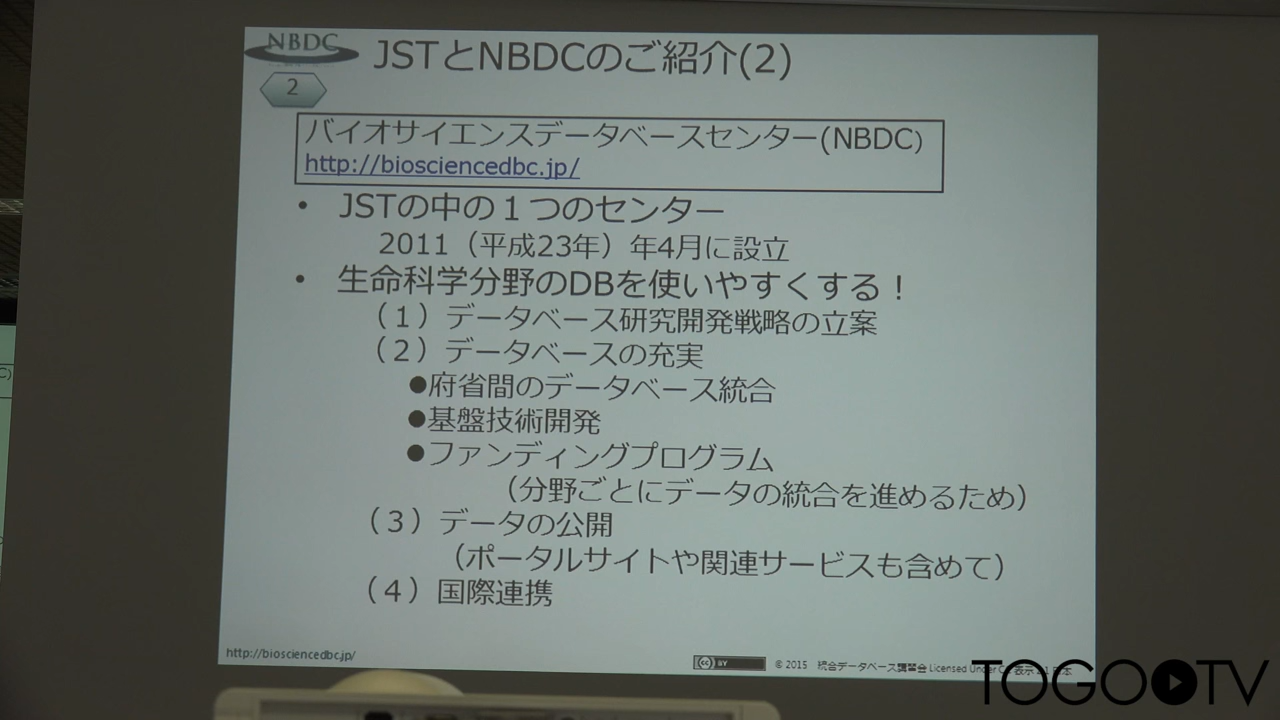 NBDC
JSTとNBDCのご紹介(2)
2
バイオサイエンスデータベースセンター(NBDC)
http://biosciencedbc.jp/
• JSTの中の１つのセンター
2011（平成23年）年4月に設立
• 生命科学分野のDBを使いやすくする！
（１）データベース研究開発戦略の立案
（２）データベースの充実
●府省間のデータベース統合
●基盤技術開発
●ファンディングプログラム
（分野ごとにデータの統合を進めるため）
（３）データの公開
（ポータルサイトや関連サービスも含めて）
（４）国際連携
http://biosciencedbc.jp/
cc BY
© 2015 統合データベース講習会 Licensed Under C 表示 日本
TOGOTV